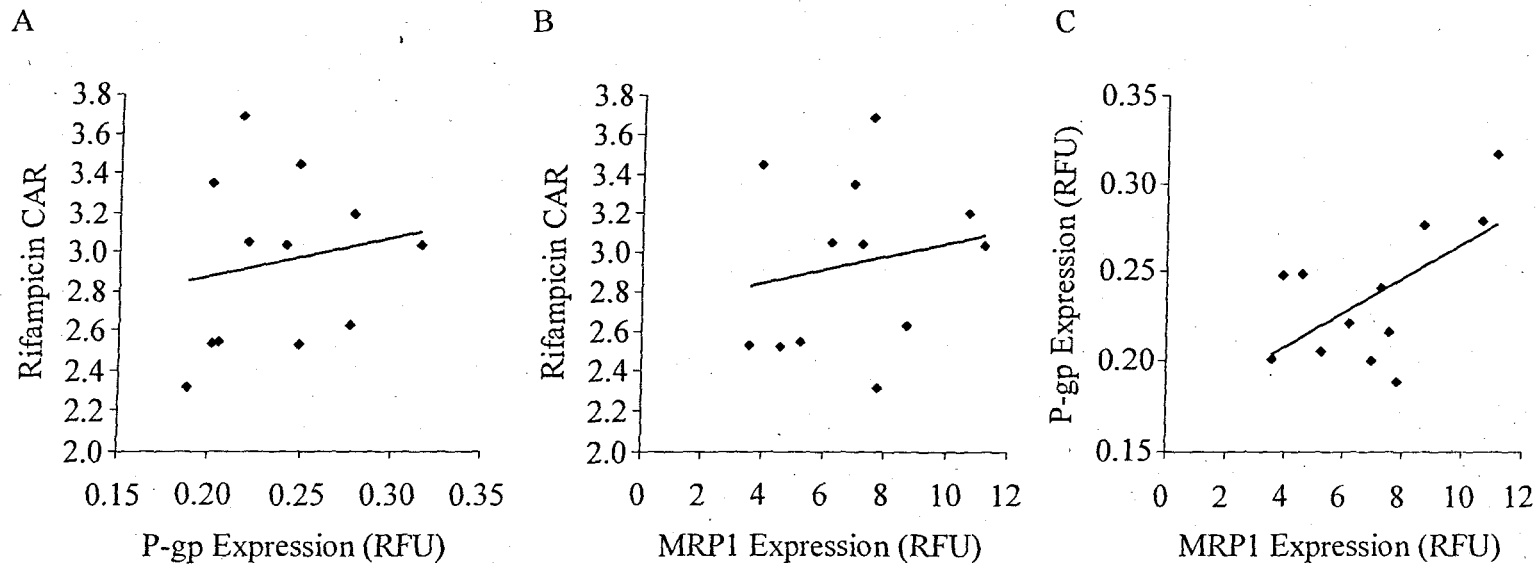 A
B
C
Rifampicin CAR
3.8
3.6
3.4
3.2
3.0
2.8
2.6
2.4
2.2
2.0
0.15 0.20 0.25 0.30 0.35
P-gp Expression (RFU)
Rifampicin CAR
3.8
3.6
3.4
3.2
3.0
2.8
2.6
2.4
2.2
2.0
0 2 4 6 8 10 12
MRP1 Expression (RFU)
P-gp Expression (RFU)
0.35
0.30
0.25
0.20
0.15
0 2 4 6 8 10 12
MRP1 Expression (RFU)